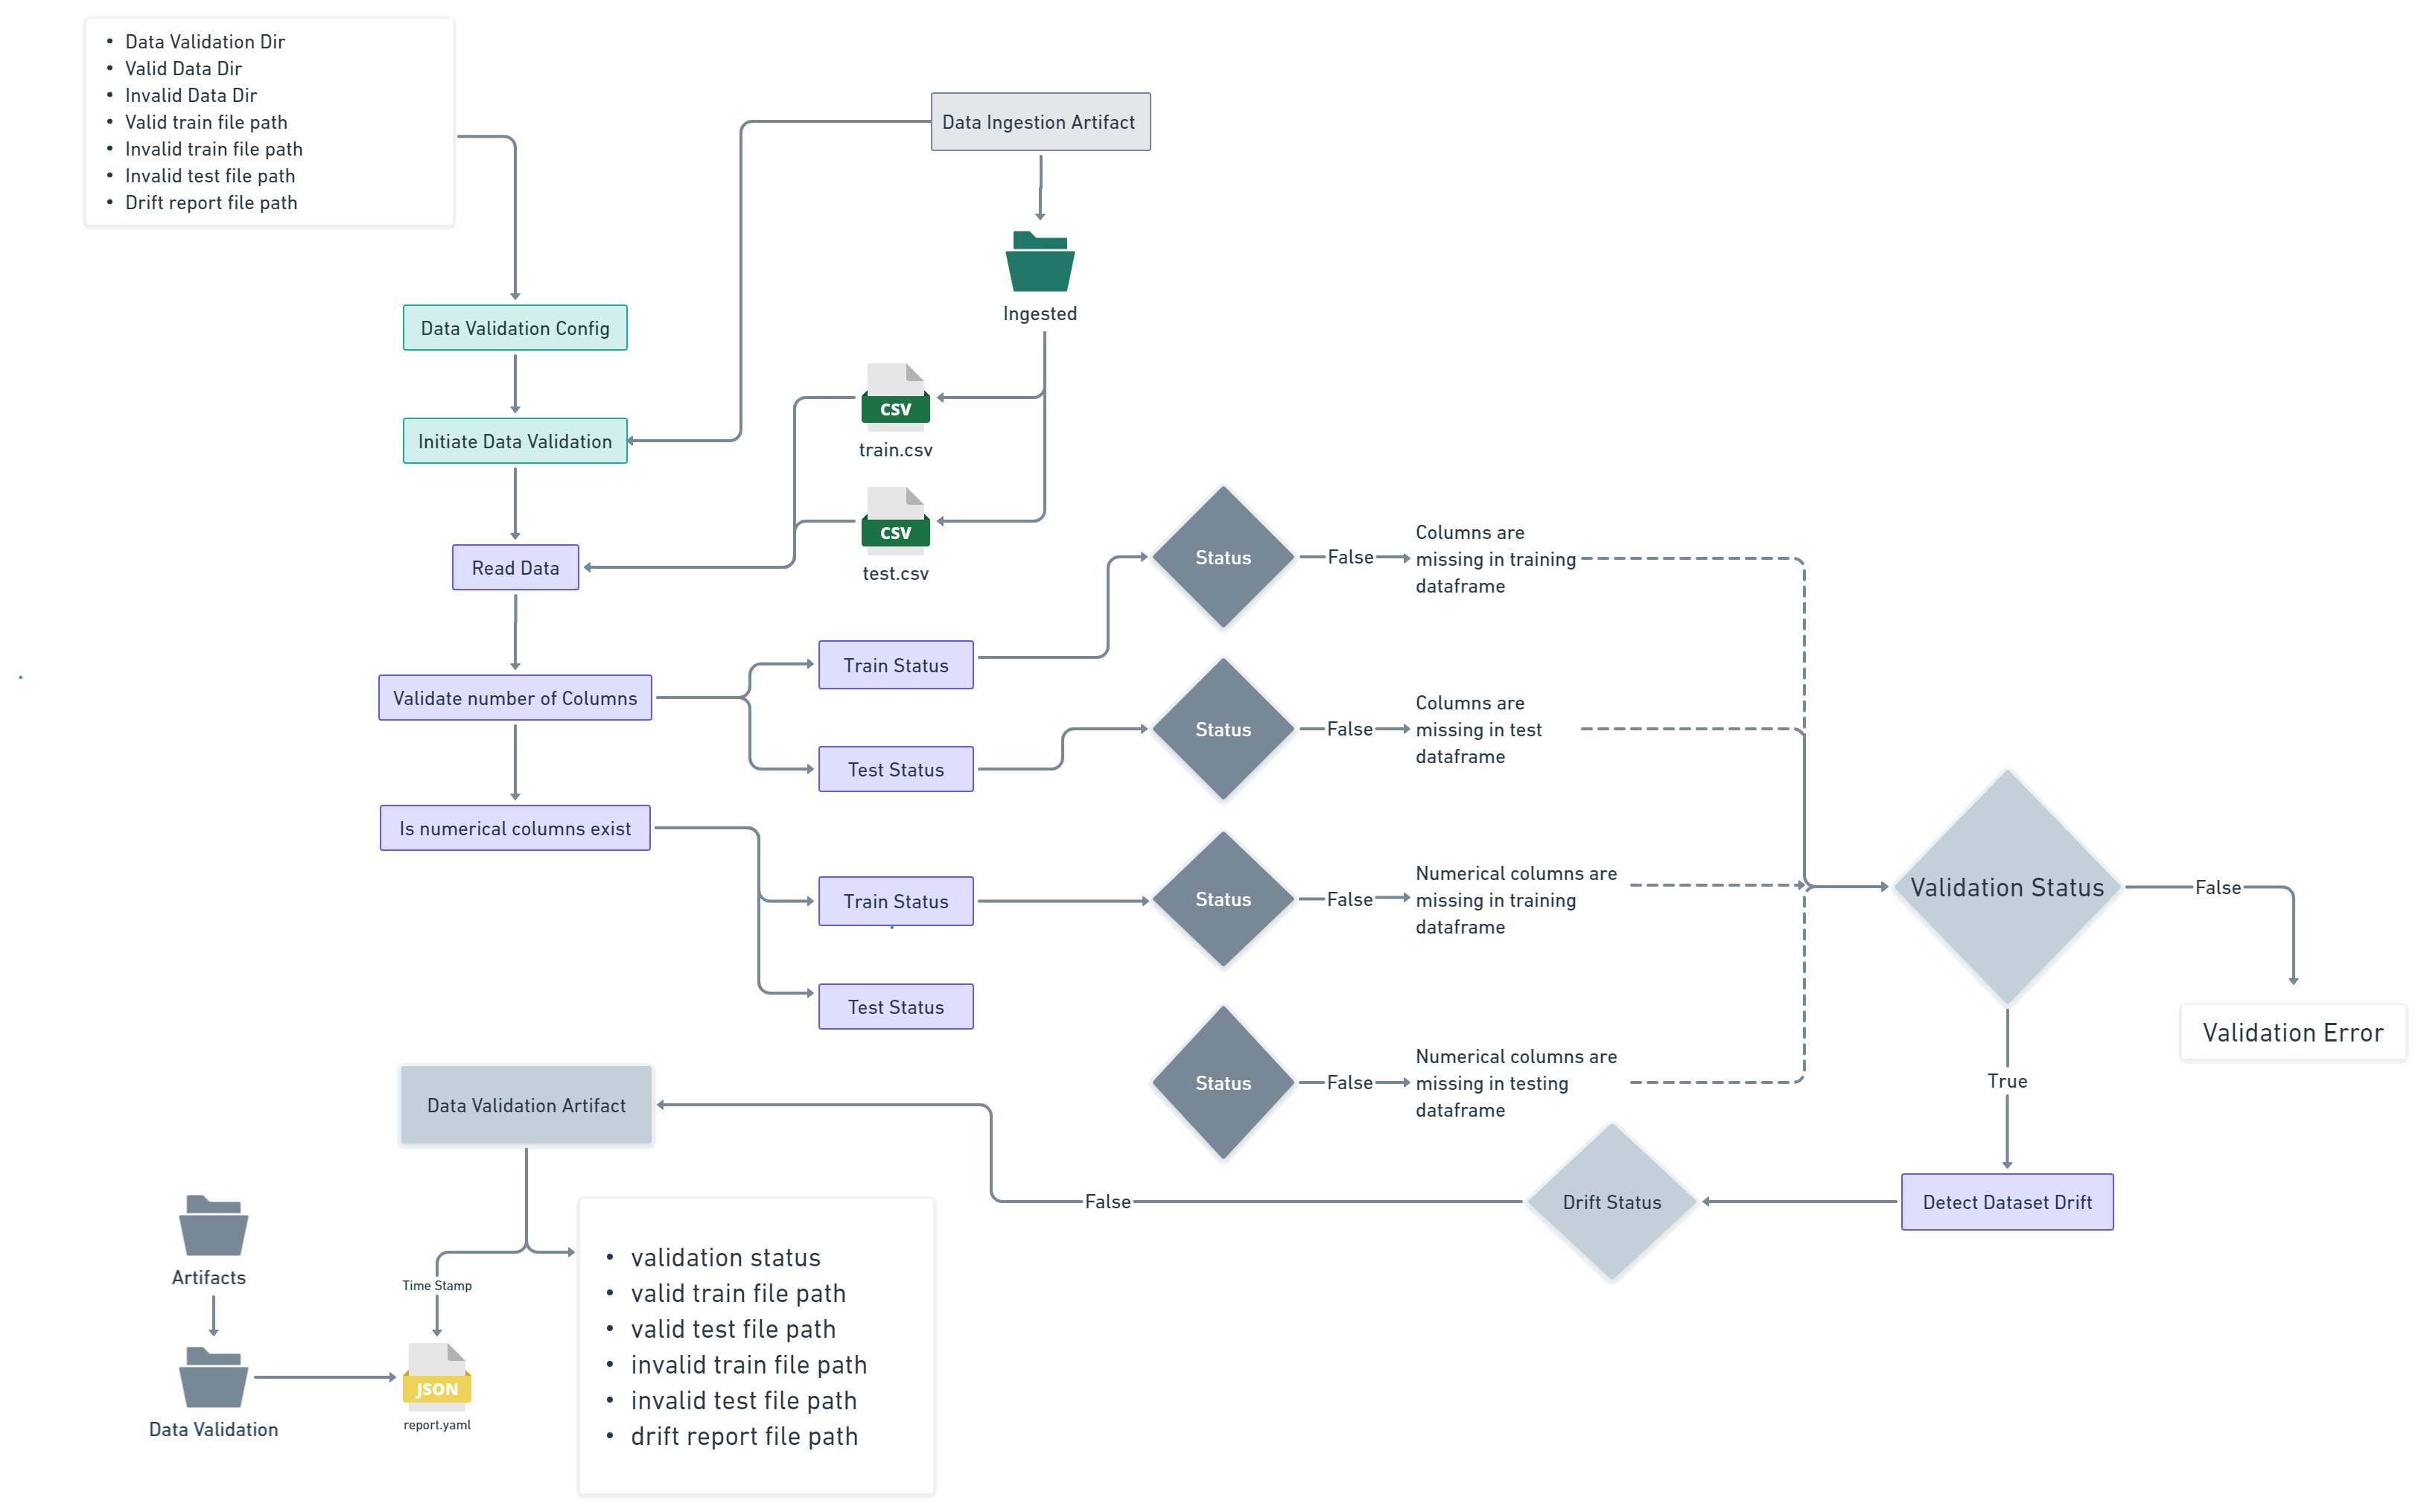 • Data Validation Dir
• Valid Data Dir
• Invalid Data Dir
• Valid train file path
• Invalid train file path
• Invalid test file path
• Drift report file path
Data Ingestion Artifact
Ingested
Data Validation Config
CSV
train.csv
Initiate Data Validation
CSV
test.csv
Read Data
Status
False
Columns are
missing in training
dataframe
Train Status
Validate number of Columns
Test Status
Status
False
Columns are
missing in test
dataframe
Is numerical columns exist
Train Status
Status
False
Numerical columns are
missing in training
dataframe
Validation Status
False
Validation Error
Test Status
Status
False
Numerical columns are
missing in testing
dataframe
True
Detect Dataset Drift
Drift Status
False
Data Validation Artifact
Artifacts
Time Stamp
Data Validation
JSON
report.yaml
• validation status
• valid train file path
• valid test file path
• invalid train file path
• invalid test file path
• drift report file path